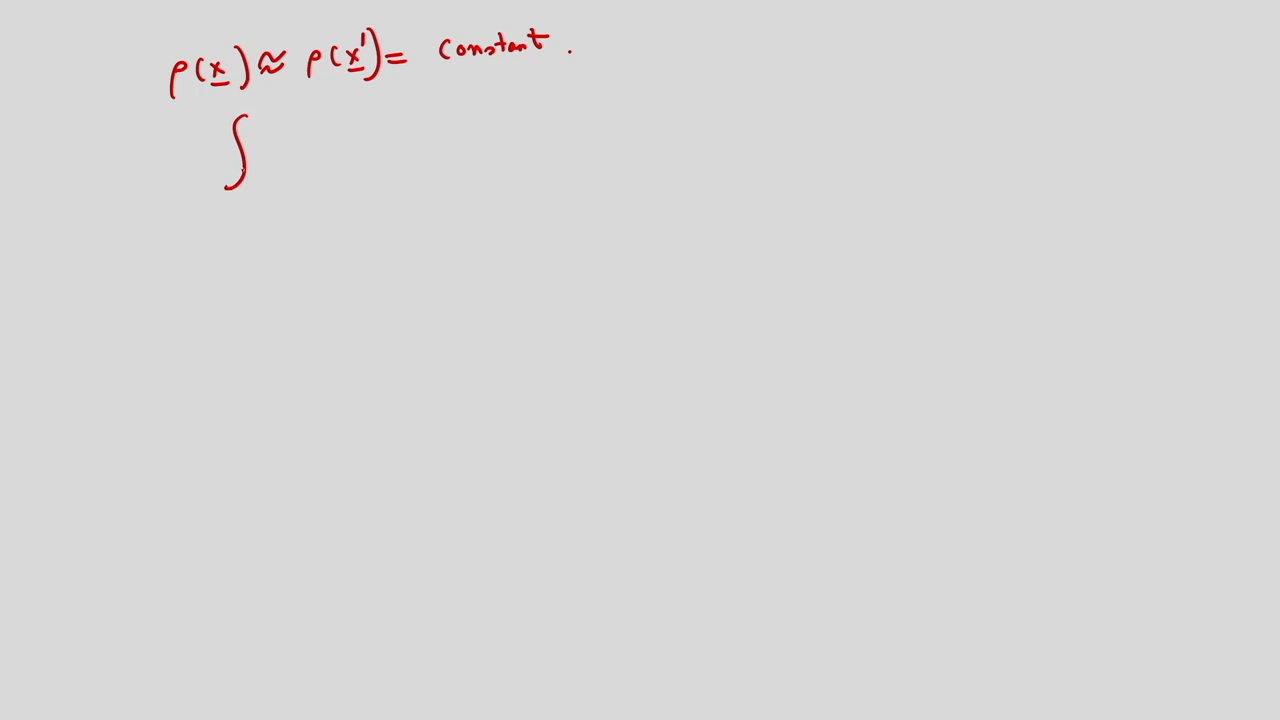 ρ(x) ≈ ρ(x') = constant .
∫